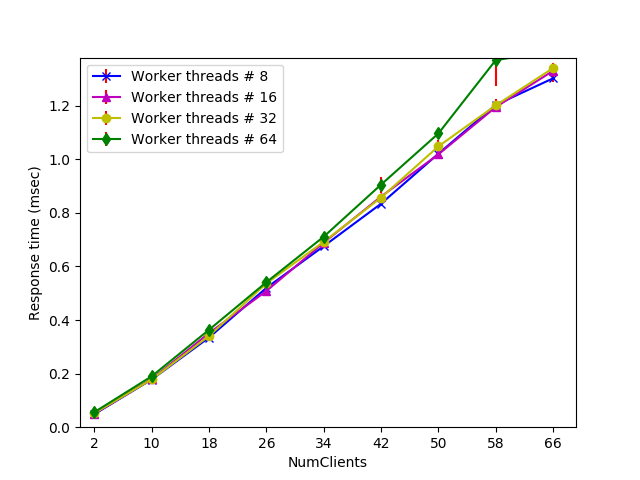 Worker threads # 8
Worker threads # 16
Worker threads # 32
Worker threads # 64
Response time (msec)
1.2
1.0
0.8
0.6
0.4
0.2
0.0
2 10 18 26 34 42 50 58 66
NumClients